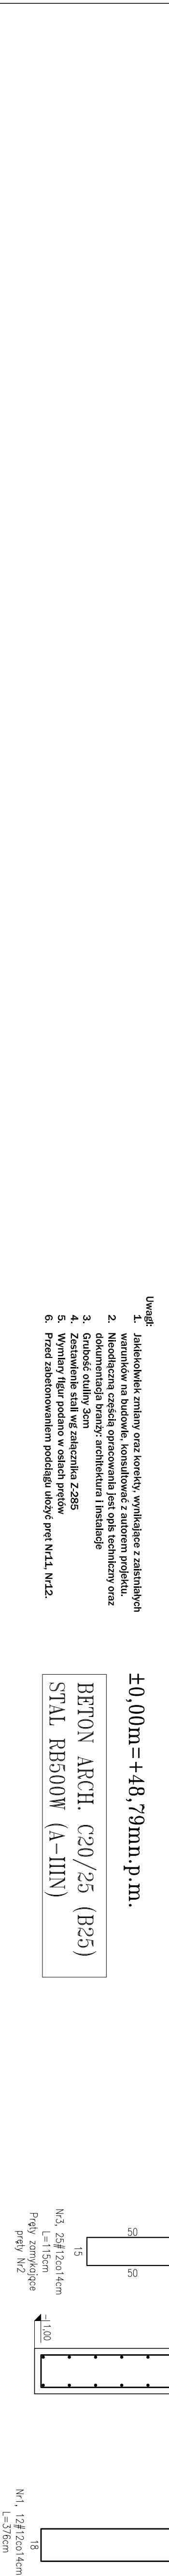 Uwagi:
1. Jakiekolwiek zmiany oraz korekty, wynikające z zaistniałych
warunków na budowie, konsultować z autorem projektu.
2. Nieodłączną częścią opracowania jest opis techniczny oraz
dokumentacja branży: architektura i instalacje
3. Grubość otuliny 3cm
4. Zestawienie stali wg załącznika Z-285
5. Wymiary figur podano w osiach prętów
6. Przed zabetonowaniem podciągu ułożyć pręt Nr11, Nr12.
±0,00m=+48,79mn.p.m.
BETON ARCH. C20/25 (B25)
STAL RB500W (A-IIIN)
50
50
15
Nr3, 25#12co14cm
L=115cm
Pręty zamykające
pręty Nr2
-1,00
18
Nr1, 12#12co14cm
L=376cm